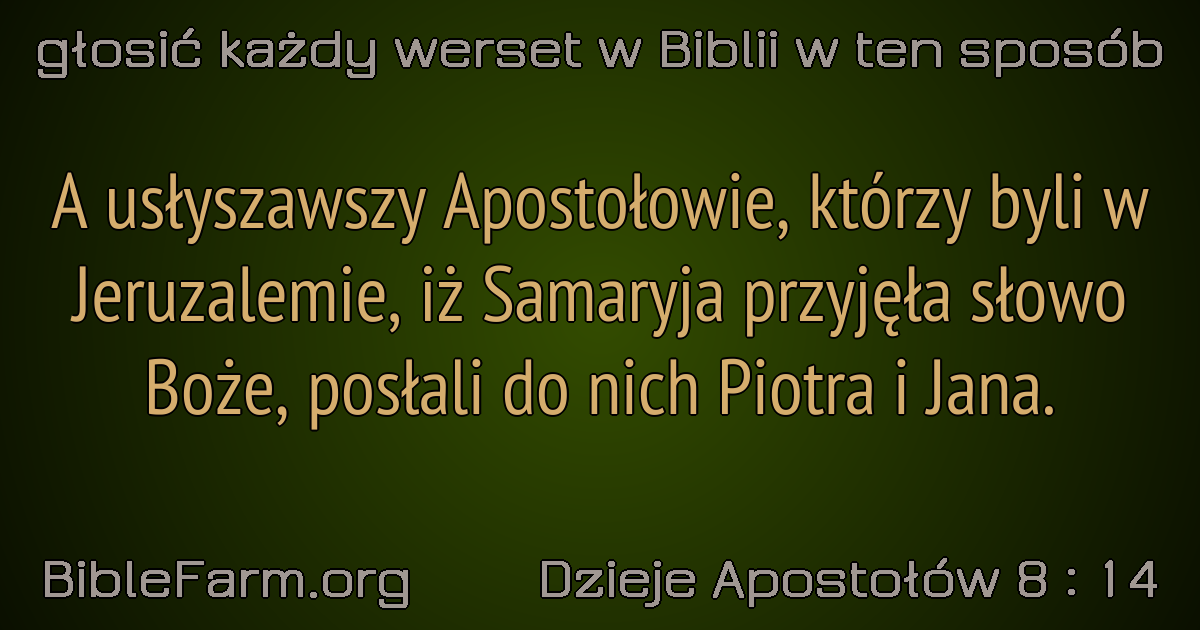 głosić każdy werset w Biblii w ten sposób
A usłyszawszy Apostołowie, którzy byli w
Jeruzalemie, iż Samaryja przyjęła słowo
Boże, posłali do nich Piotra i Jana.
BibleFarm.org
Dzieje Apostołów 8 : 14